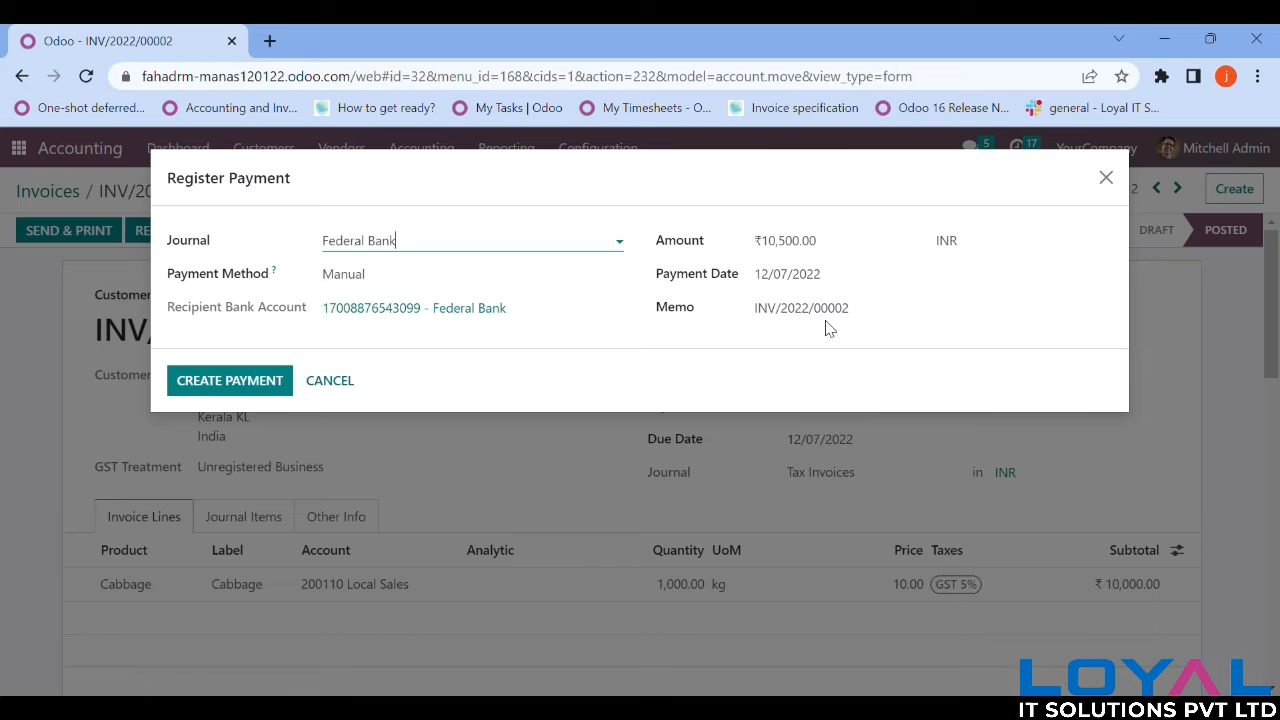 Odoo - INV/2022/00002
fahadrm-manas120122.odoo.com/web#id=32&menu_id=168&cids=1&action=232&model=account.move&view_type=form
j
One-shot deferred... Accounting and Inv... How to get ready? My Tasks | Odoo My Timesheets - O... Invoice specification Odoo 16 Release N... general - Loyal IT S...
Accounting Dashboard Customers Vendors Accounting Reporting Configuration 5 17 YourCompany Mitchell Admin
Invoices / INV/20 2 Create
SEND & PRINT RE DRAFT POSTED
Register Payment
Journal Federal Bank Amount ₹10,500.00 INR
Payment Method ? Manual Payment Date 12/07/2022
Recipient Bank Account 17008876543099 - Federal Bank Memo INV/2022/00002
CREATE PAYMENT CANCEL
Customer
INV/
Customer
Kerala KL
India
Due Date 12/07/2022
GST Treatment Unregistered Business
Journal Tax Invoices in INR
Invoice Lines Journal Items Other Info
Product Label Account Analytic Quantity UoM Price Taxes Subtotal
Cabbage Cabbage 200110 Local Sales 1,000.00 kg 10.00 GST 5% ₹ 10,000.00
LOYAL
IT SOLUTIONS PVT LTD